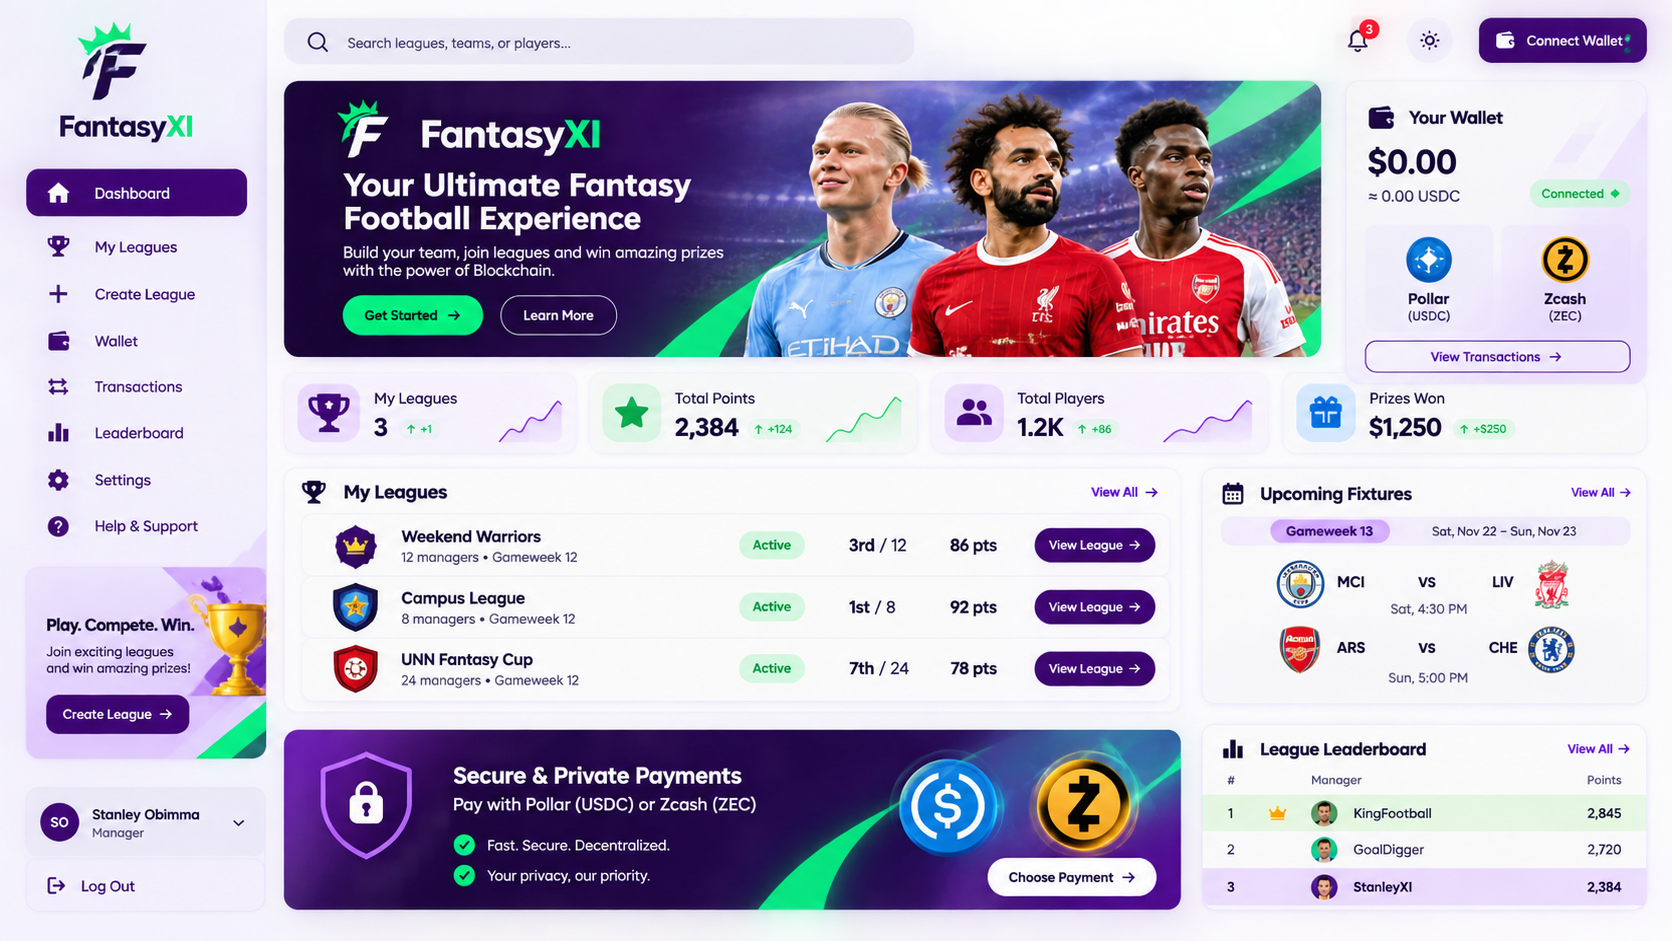 FantasyXI
Dashboard
My Leagues
Create League
Wallet
Transactions
Leaderboard
Settings
Help & Support
Play. Compete. Win.
Join exciting leagues
and win amazing prizes!
Create League →
SO
Stanley Obimma
Manager
Log Out
Search leagues, teams, or players...
3
Connect Wallet
F FantasyXI
Your Ultimate Fantasy
Football Experience
Build your team, join leagues and win amazing prizes
with the power of Blockchain.
Get Started →
Learn More
ETIHAD
Your Wallet
$0.00
≈ 0.00 USDC
Connected
Pollar
(USDC)
Zcash
(ZEC)
View Transactions →
My Leagues
3 ↑ +1
Total Points
2,384 ↑ +124
Total Players
1.2K ↑ +86
Prizes Won
$1,250 ↑ +$250
My Leagues
View All →
Weekend Warriors
12 managers • Gameweek 12
Active
3rd / 12
86 pts
View League →
Campus League
8 managers • Gameweek 12
Active
1st / 8
92 pts
View League →
UNN Fantasy Cup
24 managers • Gameweek 12
Active
7th / 24
78 pts
View League →
Upcoming Fixtures
View All →
Gameweek 13
Sat, Nov 22 – Sun, Nov 23
MCI vs LIV
Sat, 4:30 PM
ARS vs CHE
Sun, 5:00 PM
Secure & Private Payments
Pay with Pollar (USDC) or Zcash (ZEC)
Fast. Secure. Decentralized.
Your privacy, our priority.
Choose Payment →
League Leaderboard
View All →
# Manager Points
1 KingFootball 2,845
2 GoalDigger 2,720
3 StanleyXI 2,384